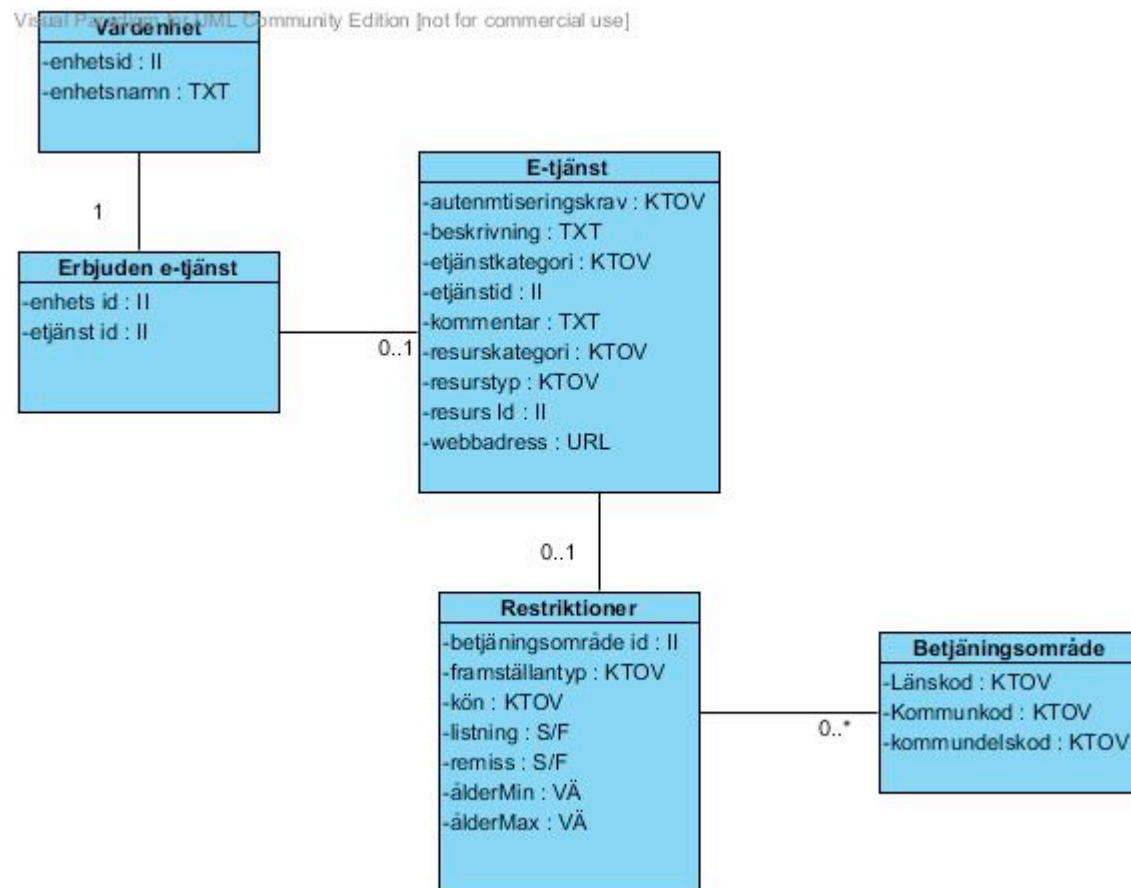 Visual Paradigm for UML Community Edition [not for commercial use]
Vårdenhet
-enhetsid : II
-enhetsnamn : TXT
1
Erbjuden e-tjänst
-enhets id : II
-etjänst id : II
0..1
E-tjänst
-autenmtiseringskrav : KTOV
-beskrivning : TXT
-etjänstkategori : KTOV
-etjänstid : II
-kommentar : TXT
-resurskategori : KTOV
-resurstyp : KTOV
-resurs Id : II
-webbadress : URL
0..1
Restriktioner
-betjäningsområde id : II
-framställantyp : KTOV
-kön : KTOV
-listning : S/F
-remiss : S/F
-ålderMin : VÄ
-ålderMax : VÄ
0..*
Betjäningsområde
-Länskod : KTOV
-Kommunkod : KTOV
-kommundelskod : KTOV